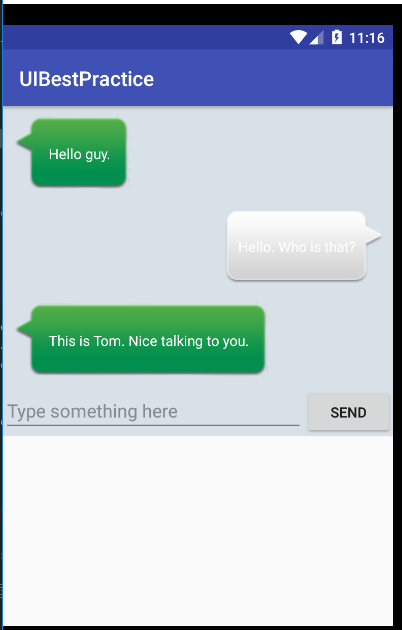 11:16
UIBestPractice
Hello guy.
Hello. Who is that?
This is Tom. Nice talking to you.
Type something here
SEND